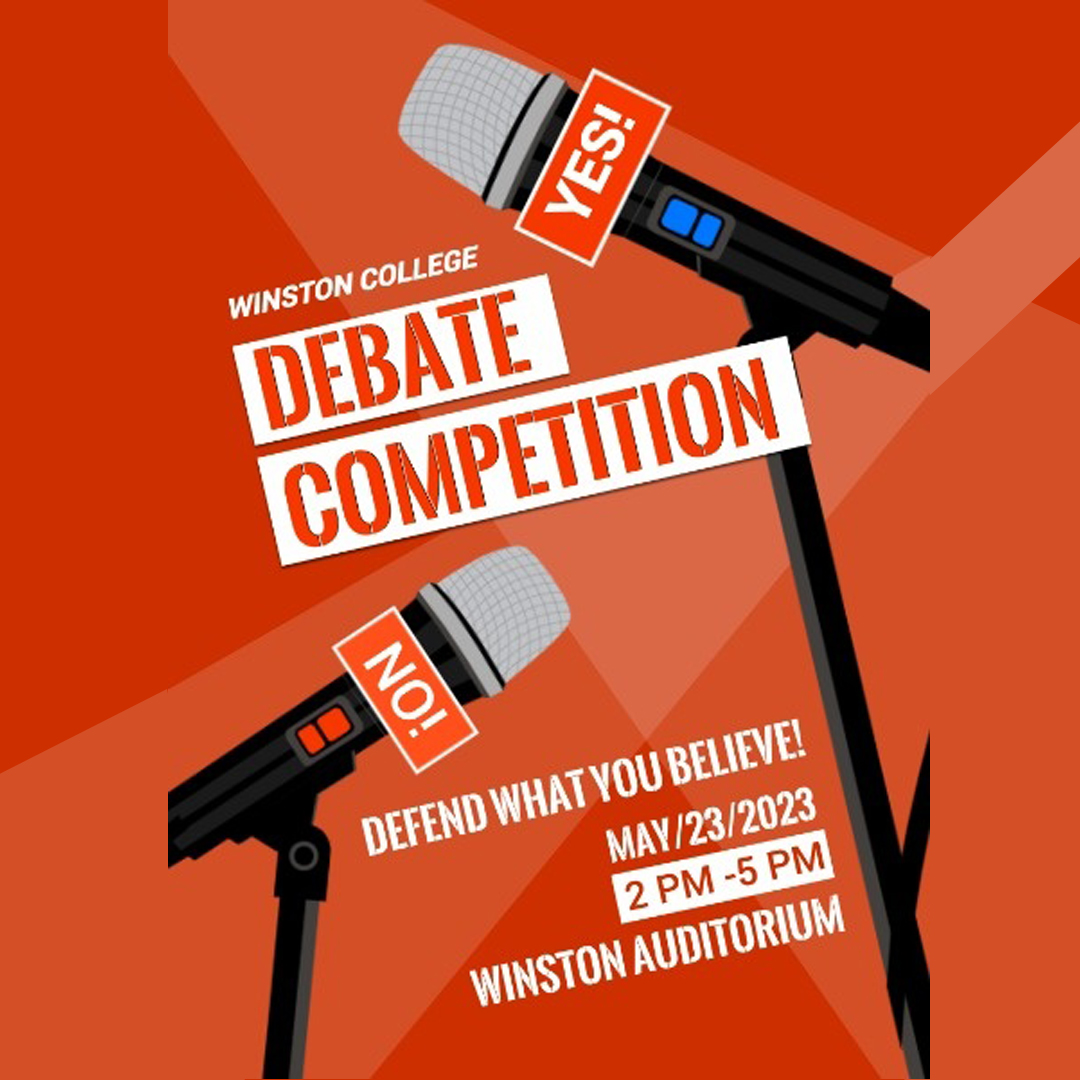 YES!
WINSTON COLLEGE
DEBATE
COMPETITION
NO!
DEFEND WHAT YOU BELIEVE!
MAY/23/2023
2 PM -5 PM
WINSTON AUDITORIUM